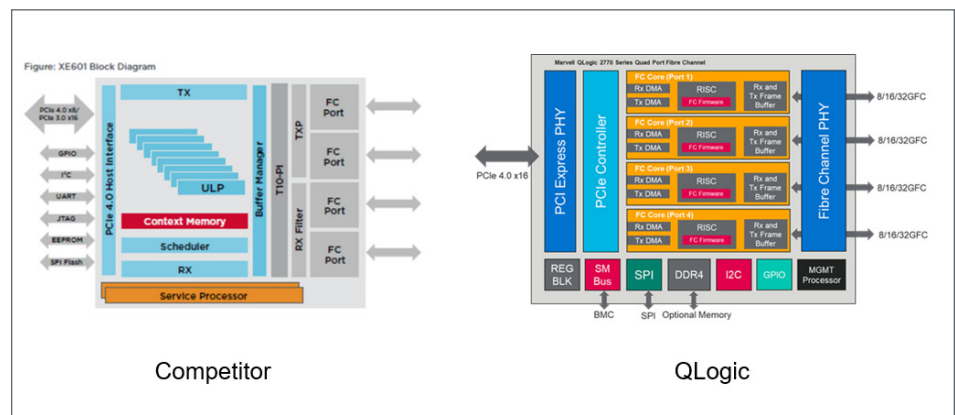 Figure: XE601 Block Diagram
PCIe 4.0 x8/
PCIe 3.0 x16
GPIO
I²C
UART
JTAG
EEPROM
SPI Flash
PCIe 4.0 Host Interface
TX
ULP
Context Memory
Scheduler
RX
Service Processor
Buffer Manager
T10-PI
TXP
RX Filter
FC
Port
FC
Port
FC
Port
FC
Port
Competitor
Marvell QLogic 2770 Series Quad Port Fibre Channel
PCIe 4.0 x16
PCI Express PHY
PCIe Controller
FC Core (Port 1)
Rx DMA
Tx DMA
RISC
FC Firmware
Rx and
Tx Frame
Buffer
FC Core (Port 2)
Rx DMA
Tx DMA
RISC
FC Firmware
Rx and
Tx Frame
Buffer
FC Core (Port 3)
Rx DMA
Tx DMA
RISC
FC Firmware
Rx and
Tx Frame
Buffer
FC Core (Port 4)
Rx DMA
Tx DMA
RISC
FC Firmware
Rx and
Tx Frame
Buffer
Fibre Channel PHY
8/16/32GFC
8/16/32GFC
8/16/32GFC
8/16/32GFC
REG
BLK
SM
Bus
SPI
DDR4
I2C
GPIO
MGMT
Processor
BMC
SPI
Optional Memory
QLogic